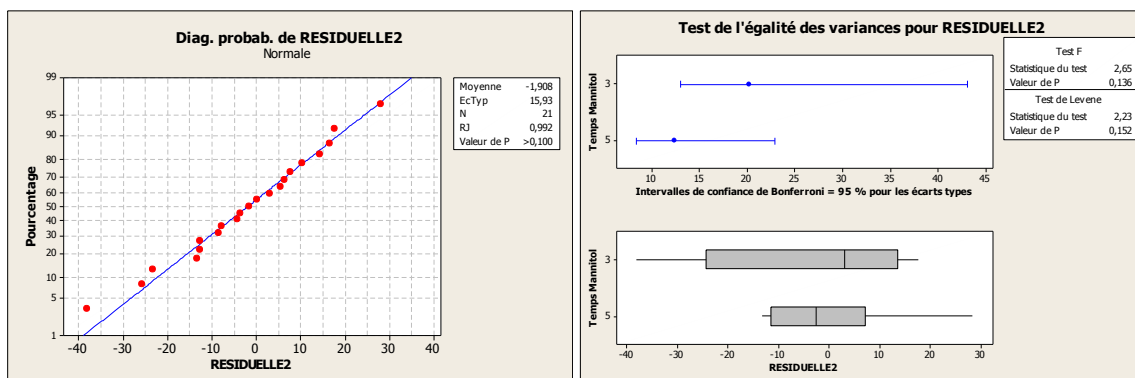 Diag. probab. de RESIDUELLE2
Normale
Pourcentage
99
95
90
80
70
60
50
40
30
20
10
5
1
-40 -30 -20 -10 0 10 20 30 40
RESIDUELLE2
Moyenne -1,908
EcTyp 15,93
N 21
RJ 0,992
Valeur de P >0,100
Test de l'égalité des variances pour RESIDUELLE2
Temps Mannitol
3
5
10 15 20 25 30 35 40 45
Intervalles de confiance de Bonferroni = 95 % pour les écarts types
Test F
Statistique du test 2,65
Valeur de P 0,136
Test de Levene
Statistique du test 2,23
Valeur de P 0,152
Temps Mannitol
3
5
-40 -30 -20 -10 0 10 20 30
RESIDUELLE2